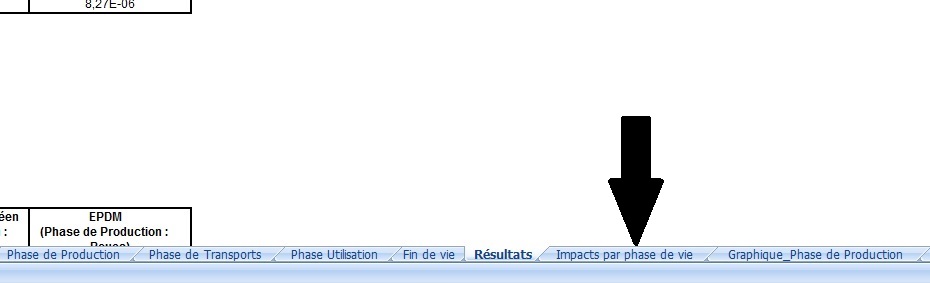 8,27E-06
éen
:
EPDM
(Phase de Production :
Roues)
Phase de Production
Phase de Transports
Phase Utilisation
Fin de vie
Résultats
Impacts par phase de vie
Graphique_Phase de Production